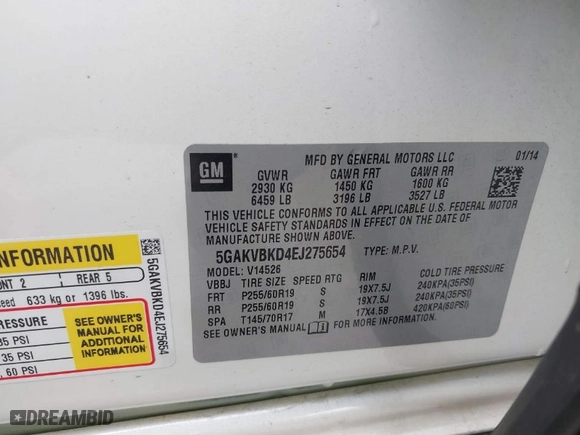 GM
MFD BY GENERAL MOTORS LLC 01/14
GVWR GAWR FRT GAWR RR
2930 KG 1450 KG 1600 KG
6459 LB 3196 LB 3527 LB
THIS VEHICLE CONFORMS TO ALL APPLICABLE U.S. FEDERAL MOTOR
VEHICLE SAFETY STANDARDS IN EFFECT ON THE DATE OF
MANUFACTURE SHOWN ABOVE.
5GAKVBKD4EJ275654 TYPE: M.P.V.
MODEL: V14526
VBBJ TIRE SIZE SPEED RTG RIM COLD TIRE PRESSURE
FRT P255/60R19 S 19X7.5J 240KPA(35PSI)
RR P255/60R19 S 19X7.5J 240KPA(35PSI)
SPA T145/70R17 M 17X4.5B 420KPA(60PSI)
SEE OWNER'S MANUAL FOR MORE INFORMATION.
INFORMATION
NT 2 REAR 5
ceed 633 kg or 1396 lbs.
PRESSURE
35 PSI
35 PSI
, 60 PSI
SEE OWNER'S
MANUAL FOR
ADDITIONAL
INFORMATION
5GAKVBKD4EJ275654
DREAMBID